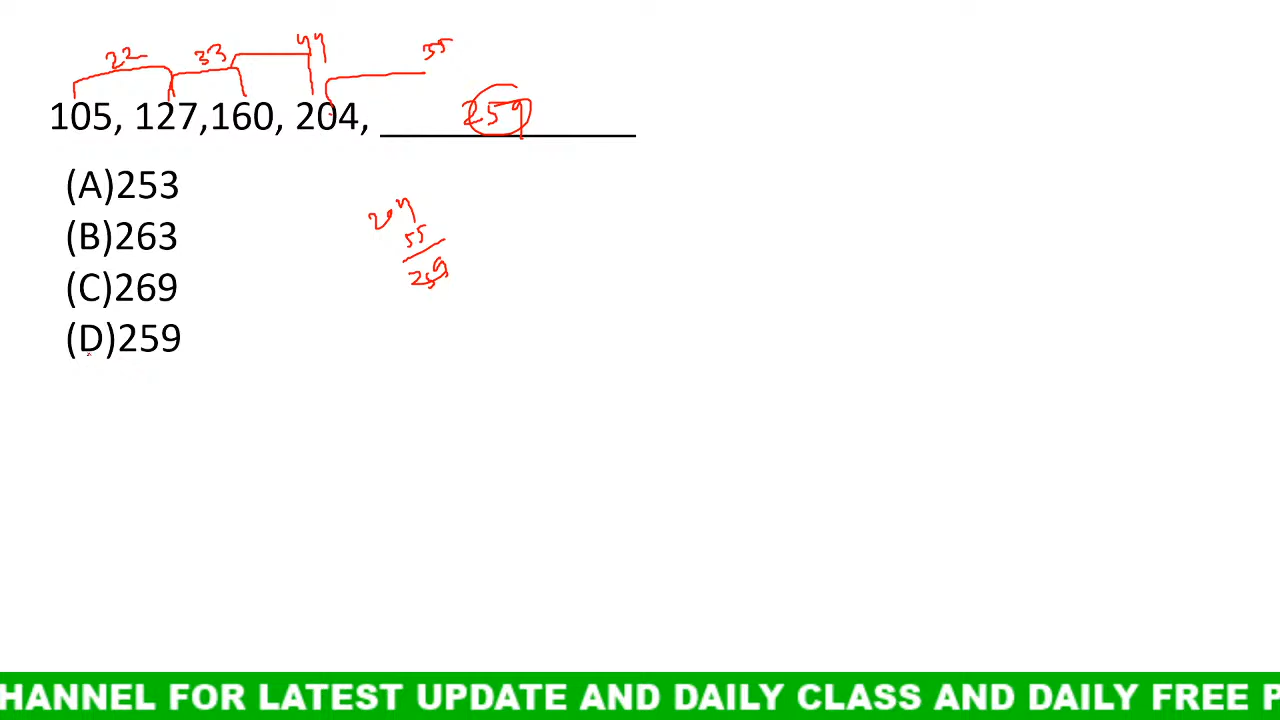 22 33 44 55
105, 127,160, 204, 259
(A)253
204
(B)263
55
259
(C)269
(D)259
HANNEL FOR LATEST UPDATE AND DAILY CLASS AND DAILY FREE P